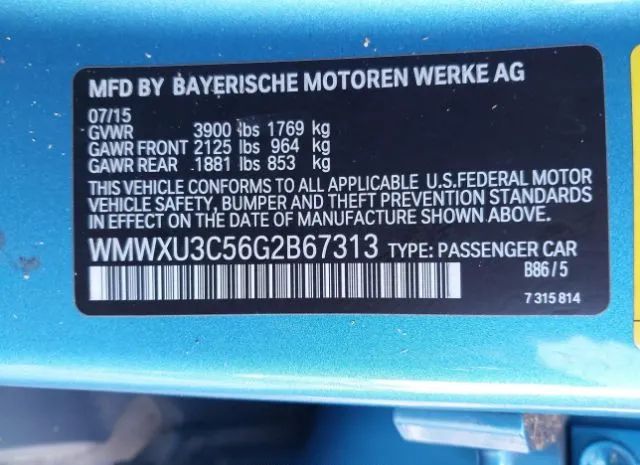 MFD BY BAYERISCHE MOTOREN WERKE AG
07/15
GVWR 3900 lbs 1769 kg
GAWR FRONT 2125 lbs 964 kg
GAWR REAR 1881 lbs 853 kg
THIS VEHICLE CONFORMS TO ALL APPLICABLE U.S.FEDERAL MOTOR
VEHICLE SAFETY, BUMPER AND THEFT PREVENTION STANDARDS
IN EFFECT ON THE DATE OF MANUFACTURE SHOWN ABOVE.
WMWXU3C56G2B67313 TYPE: PASSENGER CAR
B86/5
7 315 814